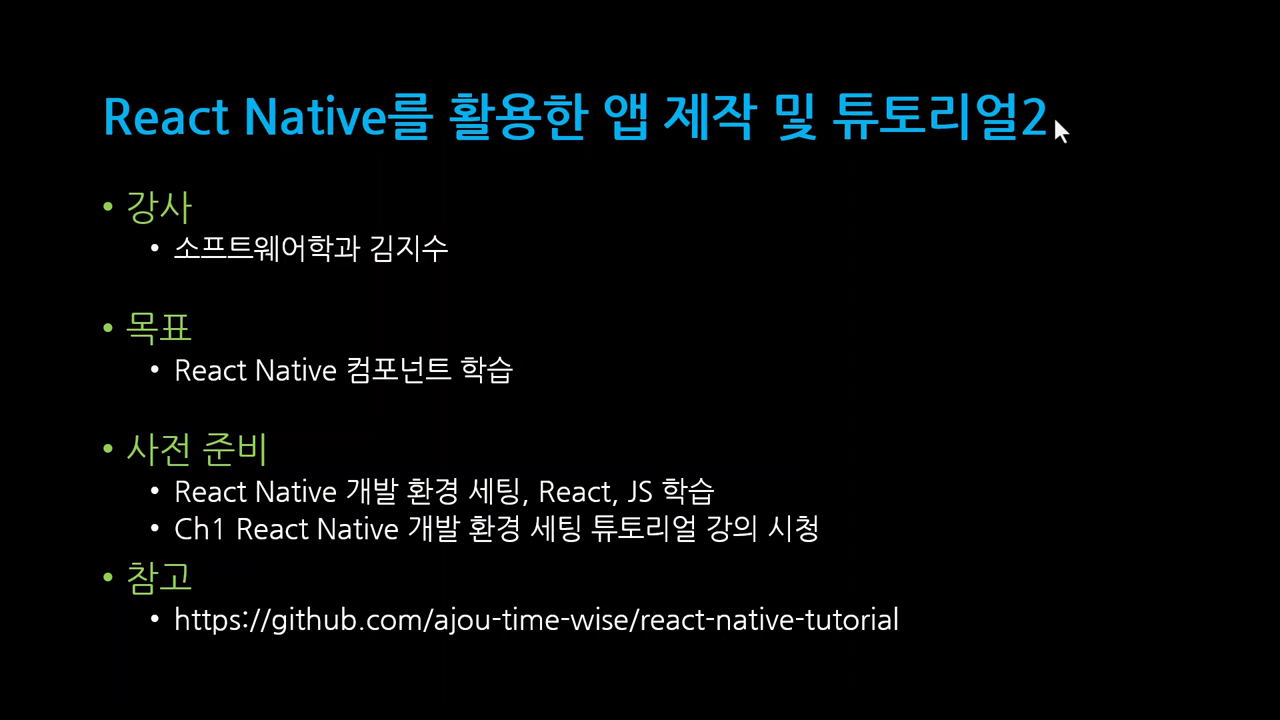 React Native를 활용한 앱 제작 및 튜토리얼2
• 강사
• 소프트웨어학과 김지수
• 목표
• React Native 컴포넌트 학습
• 사전 준비
• React Native 개발 환경 세팅, React, JS 학습
• Ch1 React Native 개발 환경 세팅 튜토리얼 강의 시청
• 참고
• https://github.com/ajou-time-wise/react-native-tutorial